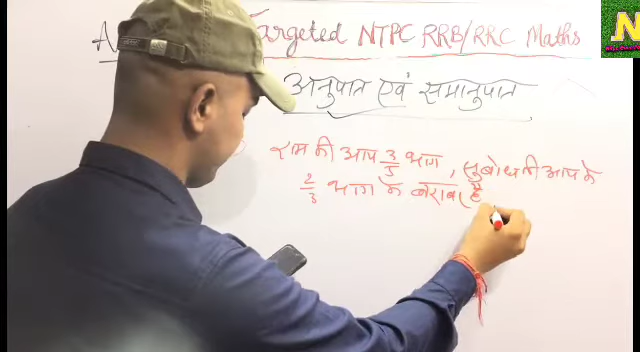 Targeted NTPC RRB/RRC Maths
अनुपात एवं समानुपात
राम की आय 3/5 भाग, सुबोध की आय के
2/3 भाग के बराबर है
N